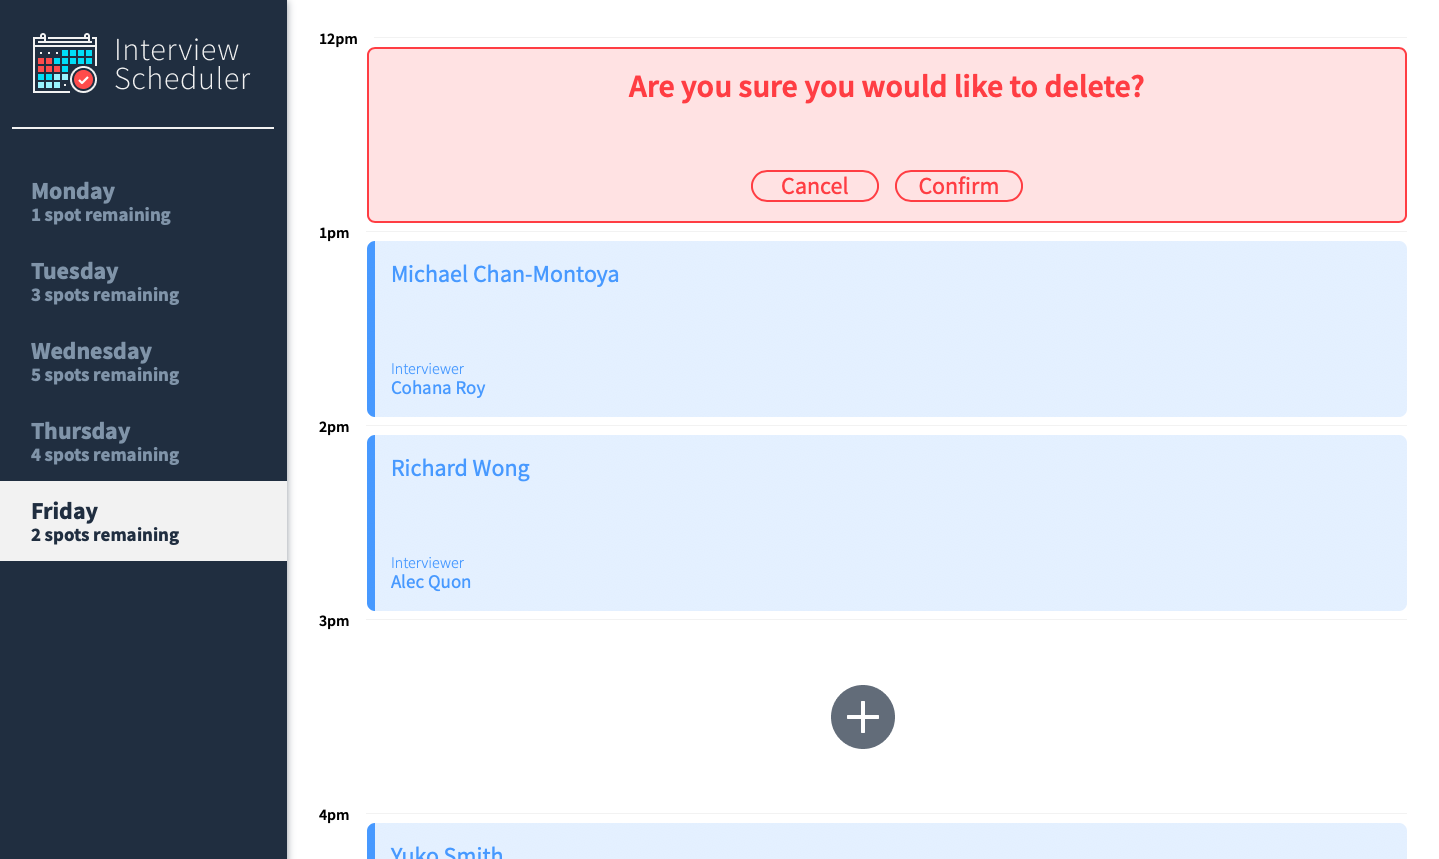 Interview
Scheduler
Monday
1 spot remaining
Tuesday
3 spots remaining
Wednesday
5 spots remaining
Thursday
4 spots remaining
Friday
2 spots remaining
12pm
Are you sure you would like to delete?
Cancel Confirm
1pm
Michael Chan-Montoya
Interviewer
Cohana Roy
2pm
Richard Wong
Interviewer
Alec Quon
3pm
4pm
Yuko Smith